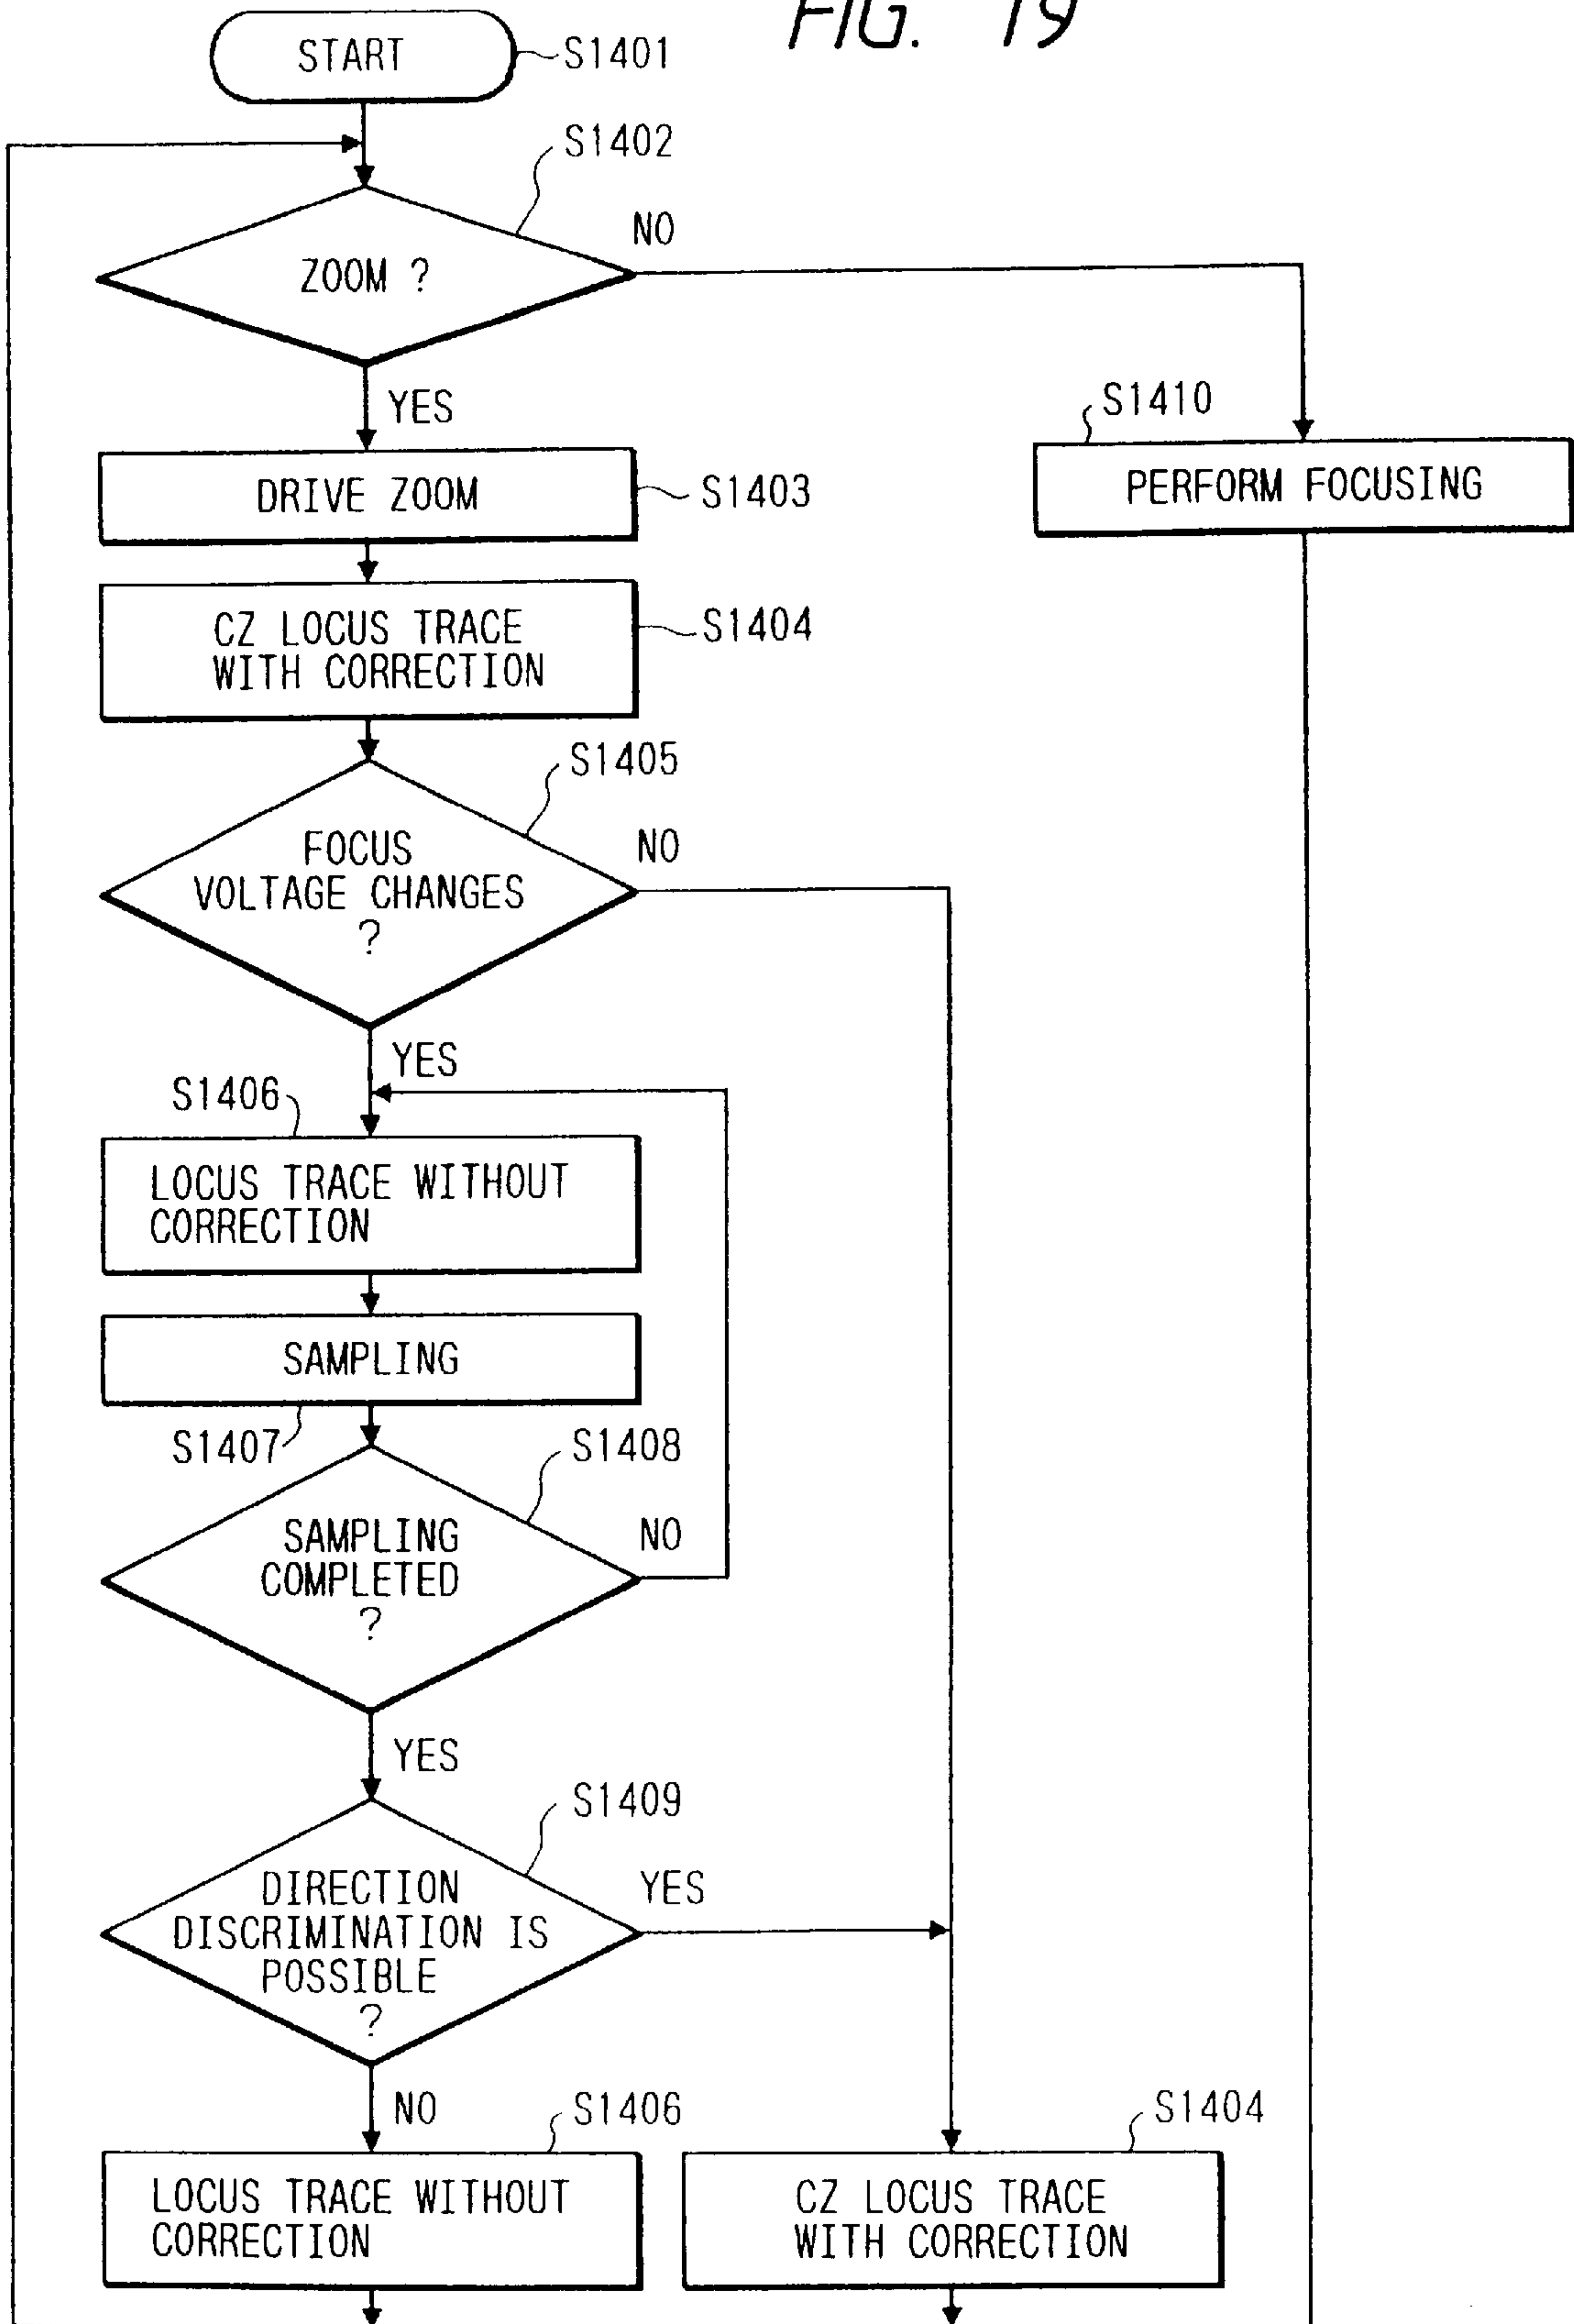 FIG. 19
START
S1401
S1402
ZOOM ?
NO
YES
S1410
DRIVE ZOOM
S1403
PERFORM FOCUSING
CZ LOCUS TRACE
WITH CORRECTION
S1404
S1405
FOCUS
VOLTAGE CHANGES
?
NO
YES
S1406
LOCUS TRACE WITHOUT
CORRECTION
SAMPLING
S1407
S1408
SAMPLING
COMPLETED
?
NO
YES
S1409
DIRECTION
DISCRIMINATION IS
POSSIBLE
?
YES
NO
S1406
S1404
LOCUS TRACE WITHOUT
CORRECTION
CZ LOCUS TRACE
WITH CORRECTION